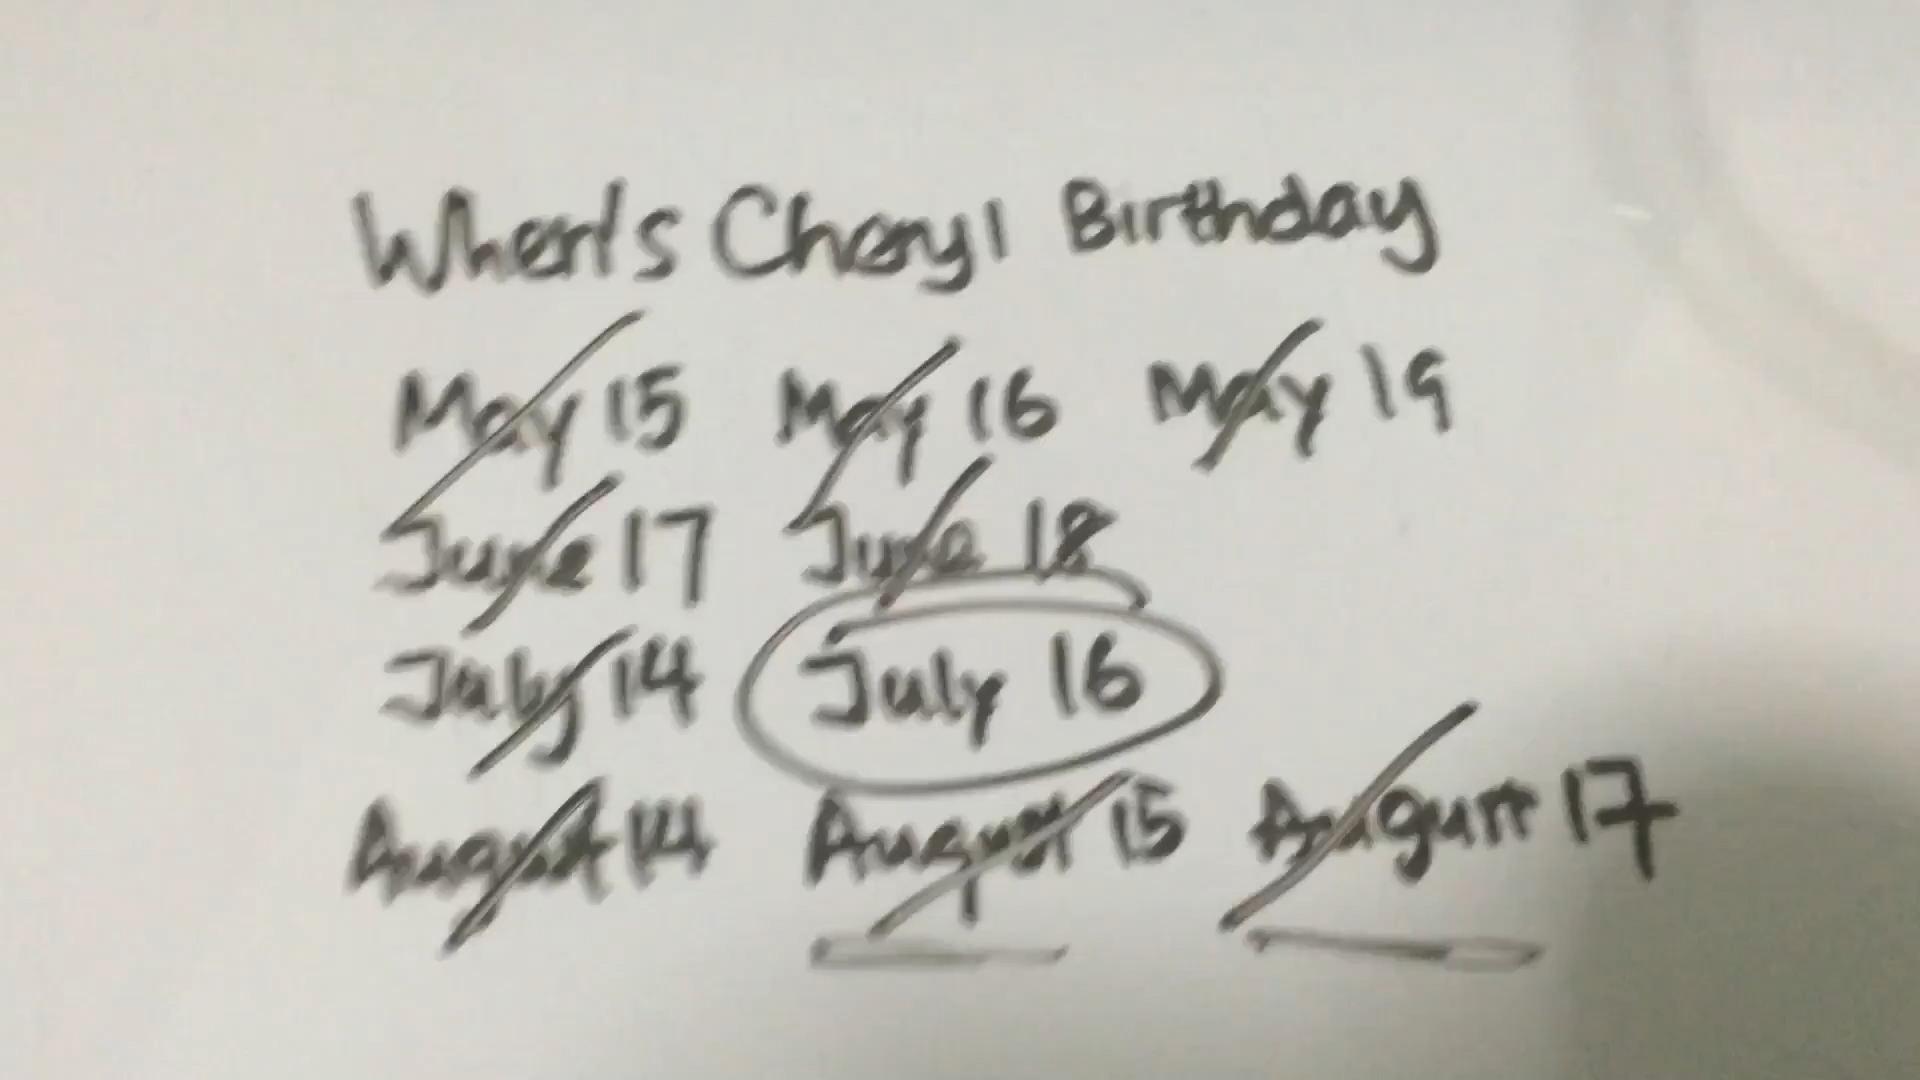 When's Cheryl Birthday
May 15 May 16 May 19
June 17 June 18
July 14 July 16
August 14 August 15 August 17